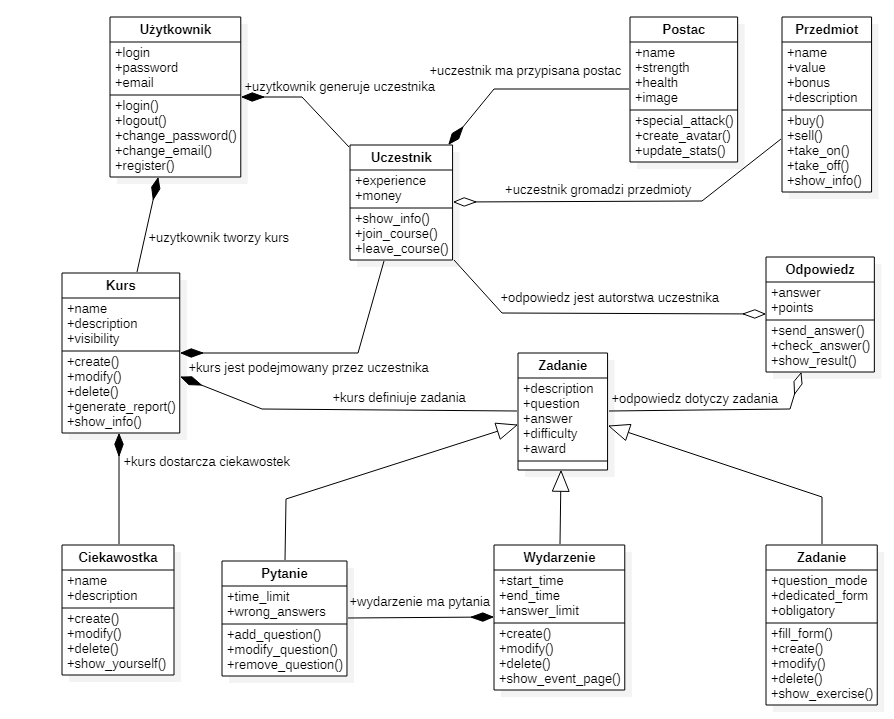 Użytkownik
+login
+password
+email
+login()
+logout()
+change_password()
+change_email()
+register()
+uzytkownik generuje uczestnika
+uczestnik ma przypisana postac
Postac
+name
+strength
+health
+image
+special_attack()
+create_avatar()
+update_stats()
Przedmiot
+name
+value
+bonus
+description
+buy()
+sell()
+take_on()
+take_off()
+show_info()
Uczestnik
+experience
+money
+show_info()
+join_course()
+leave_course()
+uczestnik gromadzi przedmioty
+uzytkownik tworzy kurs
Kurs
+name
+description
+visibility
+create()
+modify()
+delete()
+generate_report()
+show_info()
+odpowiedz jest autorstwa uczestnika
Odpowiedz
+answer
+points
+send_answer()
+check_answer()
+show_result()
+kurs jest podejmowany przez uczestnika
+kurs definiuje zadania
Zadanie
+description
+question
+answer
+difficulty
+award
+odpowiedz dotyczy zadania
+kurs dostarcza ciekawostek
Ciekawostka
+name
+description
+create()
+modify()
+delete()
+show_yourself()
Pytanie
+time_limit
+wrong_answers
+add_question()
+modify_question()
+remove_question()
+wydarzenie ma pytania
Wydarzenie
+start_time
+end_time
+answer_limit
+create()
+modify()
+delete()
+show_event_page()
Zadanie
+question_mode
+dedicated_form
+obligatory
+fill_form()
+create()
+modify()
+delete()
+show_exercise()